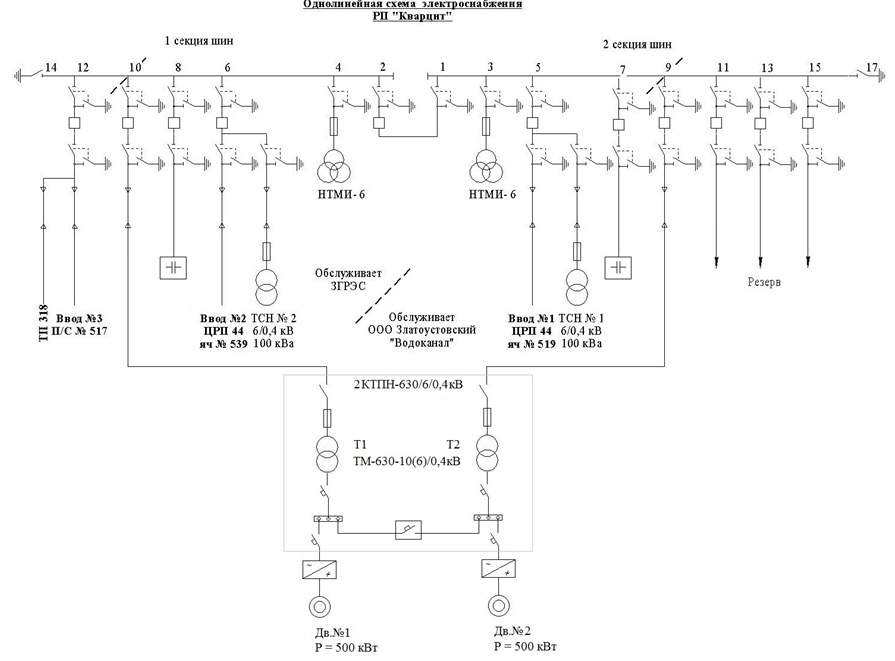 Однолинейная схема электроснабжения
РП "Кварцит"
1 секция шин
2 секция шин
14 12 10 8 6 4 2 1 3 5 7 9 11 13 15 17
НТМИ- 6
НТМИ- 6
Обслуживает
ЗГРЭС
Обслуживает
ООО Златоустовский
"Водоканал"
Резерв
ТП 318
Ввод №3
П/С № 517
Ввод №2
ЦРП 44
яч № 539
ТСН № 2
6/0,4 кВ
100 кВа
Ввод №1
ЦРП 44
яч № 519
ТСН № 1
6/0,4 кВ
100 кВа
2КТПН-630/6/0,4кВ
Т1
Т2
ТМ-630-10(6)/0,4кВ
~
+
~
+
Дв.№1
Р = 500 кВт
Дв.№2
Р = 500 кВт